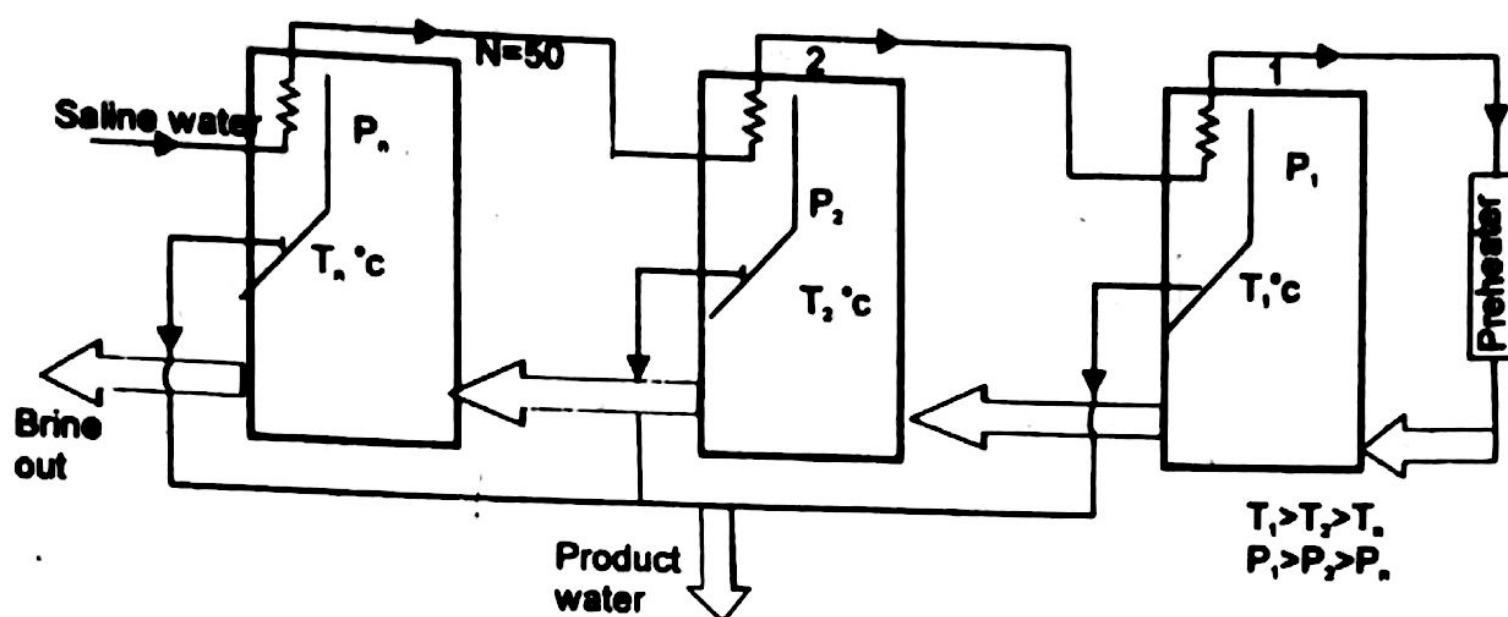 N=50
2
1
Saline water
Pₙ
P₂
P₁
Tₙ °c
T₂ °c
T₁°c
Preheater
Brine
out
Product
water
T₁>T₂>Tₙ
P₁>P₂>Pₙ